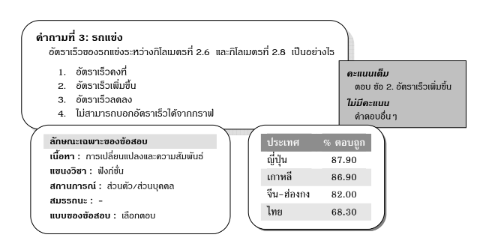 คำถามที่ 3: รถแข่ง
อัตราเร็วของรถแข่งระหว่างกิโลเมตรที่ 2.6 และกิโลเมตรที่ 2.8 เป็นอย่างไร
1. อัตราเร็วคงที่
2. อัตราเร็วเพิ่มขึ้น
3. อัตราเร็วลดลง
4. ไม่สามารถบอกอัตราเร็วได้จากกราฟ
คะแนนเต็ม
ตอบ ข้อ 2. อัตราเร็วเพิ่มขึ้น
ไม่มีคะแนน
คำตอบอื่น ๆ
ลักษณะเฉพาะของข้อสอบ
เนื้อหา : การเปลี่ยนแปลงและความสัมพันธ์
แขนงวิชา : ฟังก์ชั่น
สถานการณ์ : ส่วนตัว/ส่วนบุคคล
สมรรถนะ : -
แบบของข้อสอบ : เลือกตอบ
ประเทศ % ตอบถูก
ญี่ปุ่น 87.90
เกาหลี 86.90
จีน-ฮ่องกง 82.00
ไทย 68.30